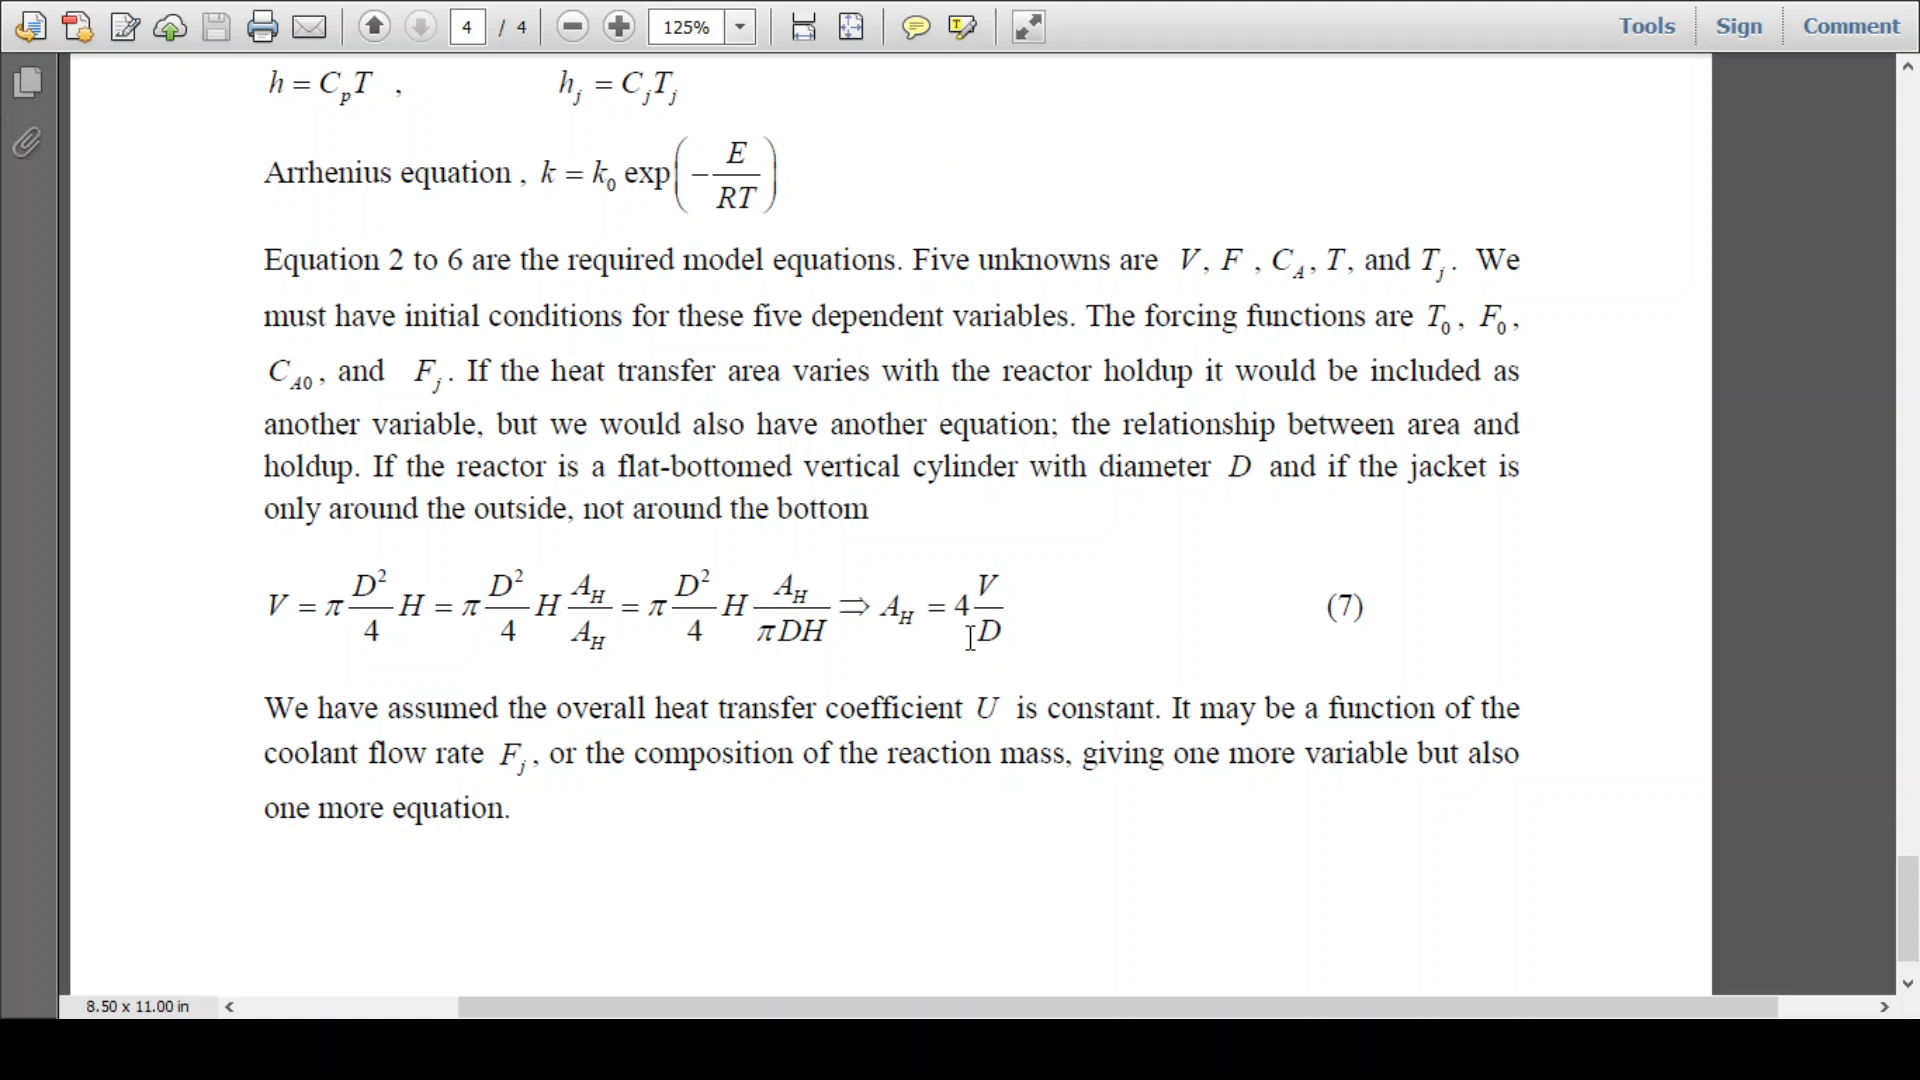 4 / 4 125% Tools Sign Comment
h = C_p T , h_j = C_j T_j
Arrhenius equation , k = k_0 exp(− E/RT)
Equation 2 to 6 are the required model equations. Five unknowns are V, F , C_A, T, and T_j. We
must have initial conditions for these five dependent variables. The forcing functions are T_0, F_0,
C_A0, and F_j. If the heat transfer area varies with the reactor holdup it would be included as
another variable, but we would also have another equation; the relationship between area and
holdup. If the reactor is a flat-bottomed vertical cylinder with diameter D and if the jacket is
only around the outside, not around the bottom
V = π D²/4 H = π D²/4 H A_H/A_H = π D²/4 H A_H/πDH ⇒ A_H = 4 V/D (7)
We have assumed the overall heat transfer coefficient U is constant. It may be a function of the
coolant flow rate F_j, or the composition of the reaction mass, giving one more variable but also
one more equation.
8.50 x 11.00 in